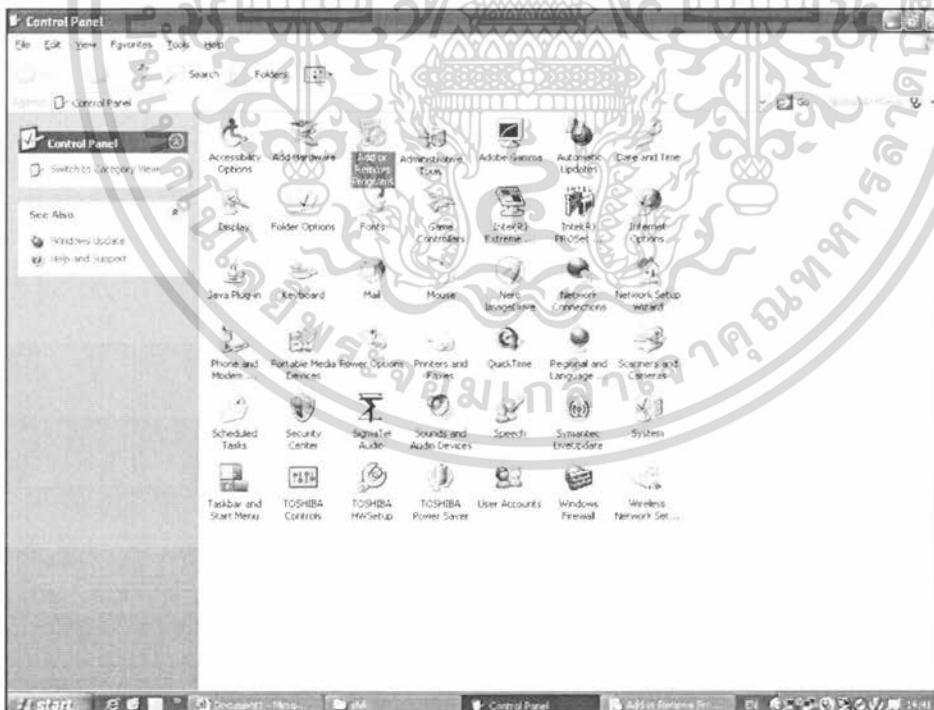 Control Panel
File Edit View Favorites Tools Help
Search Folders
Control Panel Go
Control Panel
Switch to Category View
See Also
Windows Update
Help and Support
Accessibility Options Add Hardware Add or Remove Programs Administrative Tools Adobe Gamma Automatic Updates Date and Time
Display Folder Options Fonts Game Controllers Intel(R) Extreme ... Intel(R) PROSet ... Internet Options
Java Plug-in Keyboard Mail Mouse Nero ImageDrive Network Connections Network Setup Wizard
Phone and Modem ... Portable Media Devices Power Options Printers and Faxes QuickTime Regional and Language ... Scanners and Cameras
Scheduled Tasks Security Center SigmaTel Audio Sounds and Audio Devices Speech Symantec LiveUpdate System
Taskbar and Start Menu TOSHIBA Controls TOSHIBA HWSetup TOSHIBA Power Saver User Accounts Windows Firewall Wireless Network Set ...
start Document1 - Micro... Control Panel Add or Remove Pro... EN 14:41